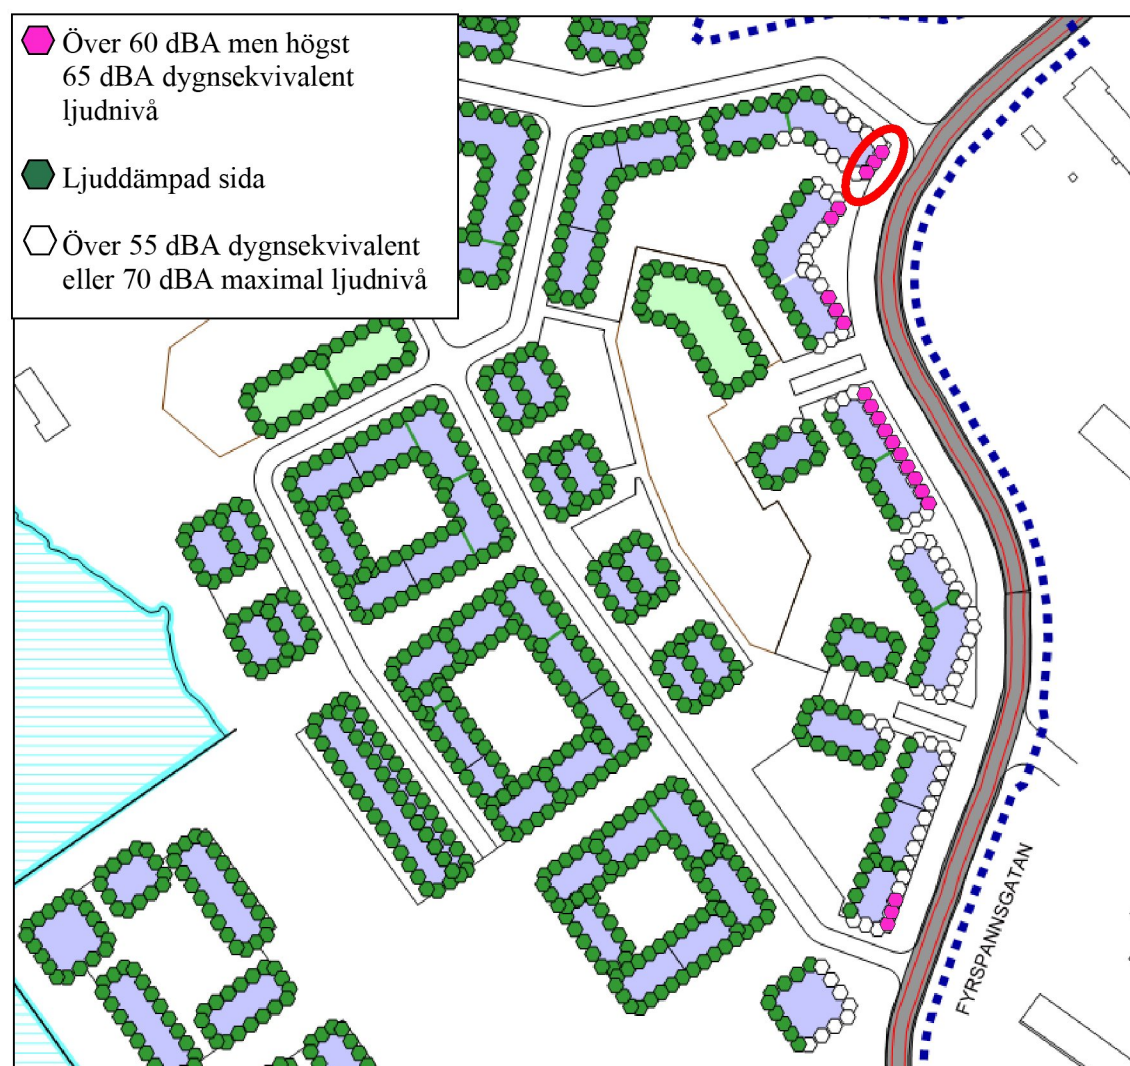 Över 60 dBA men högst
65 dBA dygnsekvivalent
ljudnivå
Ljuddämpad sida
Över 55 dBA dygnsekvivalent
eller 70 dBA maximal ljudnivå
FYRSPANNSGATAN